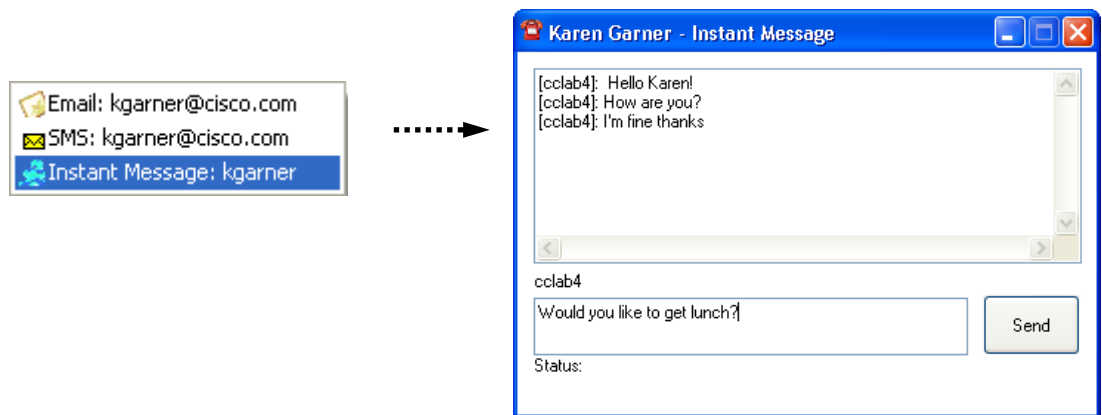 Email: kgarner@cisco.com
SMS: kgarner@cisco.com
Instant Message: kgarner
Karen Garner - Instant Message
[cclab4]:  Hello Karen!
[cclab4]: How are you?
[cclab4]: I'm fine thanks
cclab4
Would you like to get lunch?
Send
Status: